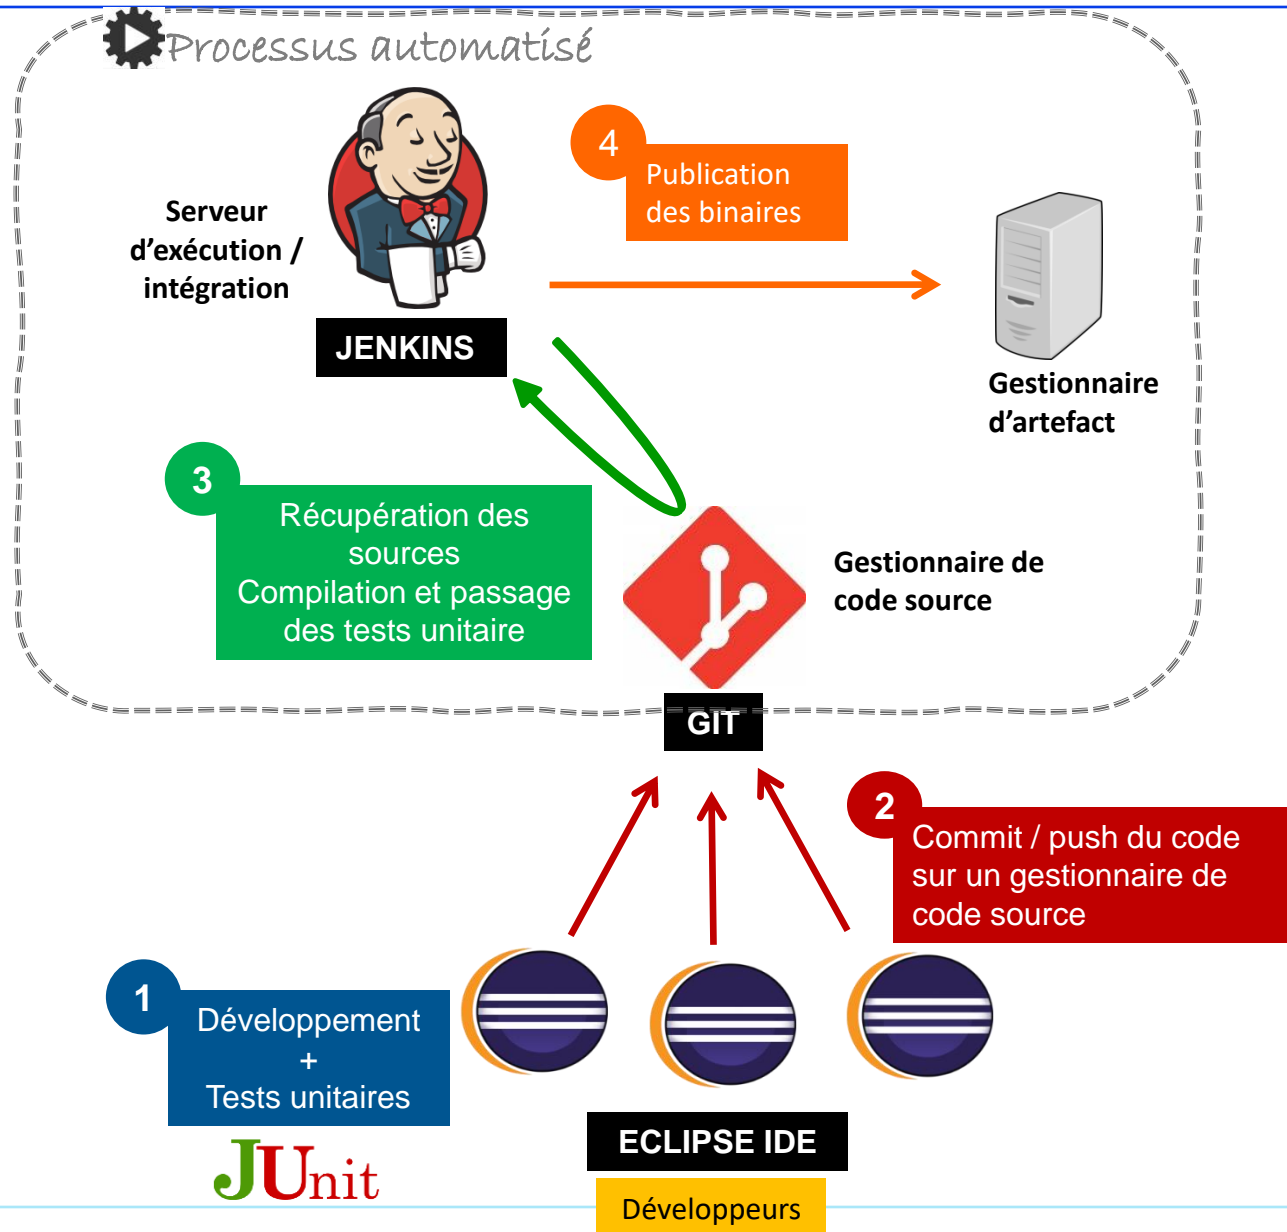 Processus automatisé
4
Publication
des binaires
Serveur
d’exécution /
intégration
JENKINS
Gestionnaire
d’artefact
3
Récupération des
sources
Compilation et passage
des tests unitaire
Gestionnaire de
code source
GIT
2
Commit / push du code
sur un gestionnaire de
code source
1
Développement
+
Tests unitaires
JUnit
ECLIPSE IDE
Développeurs